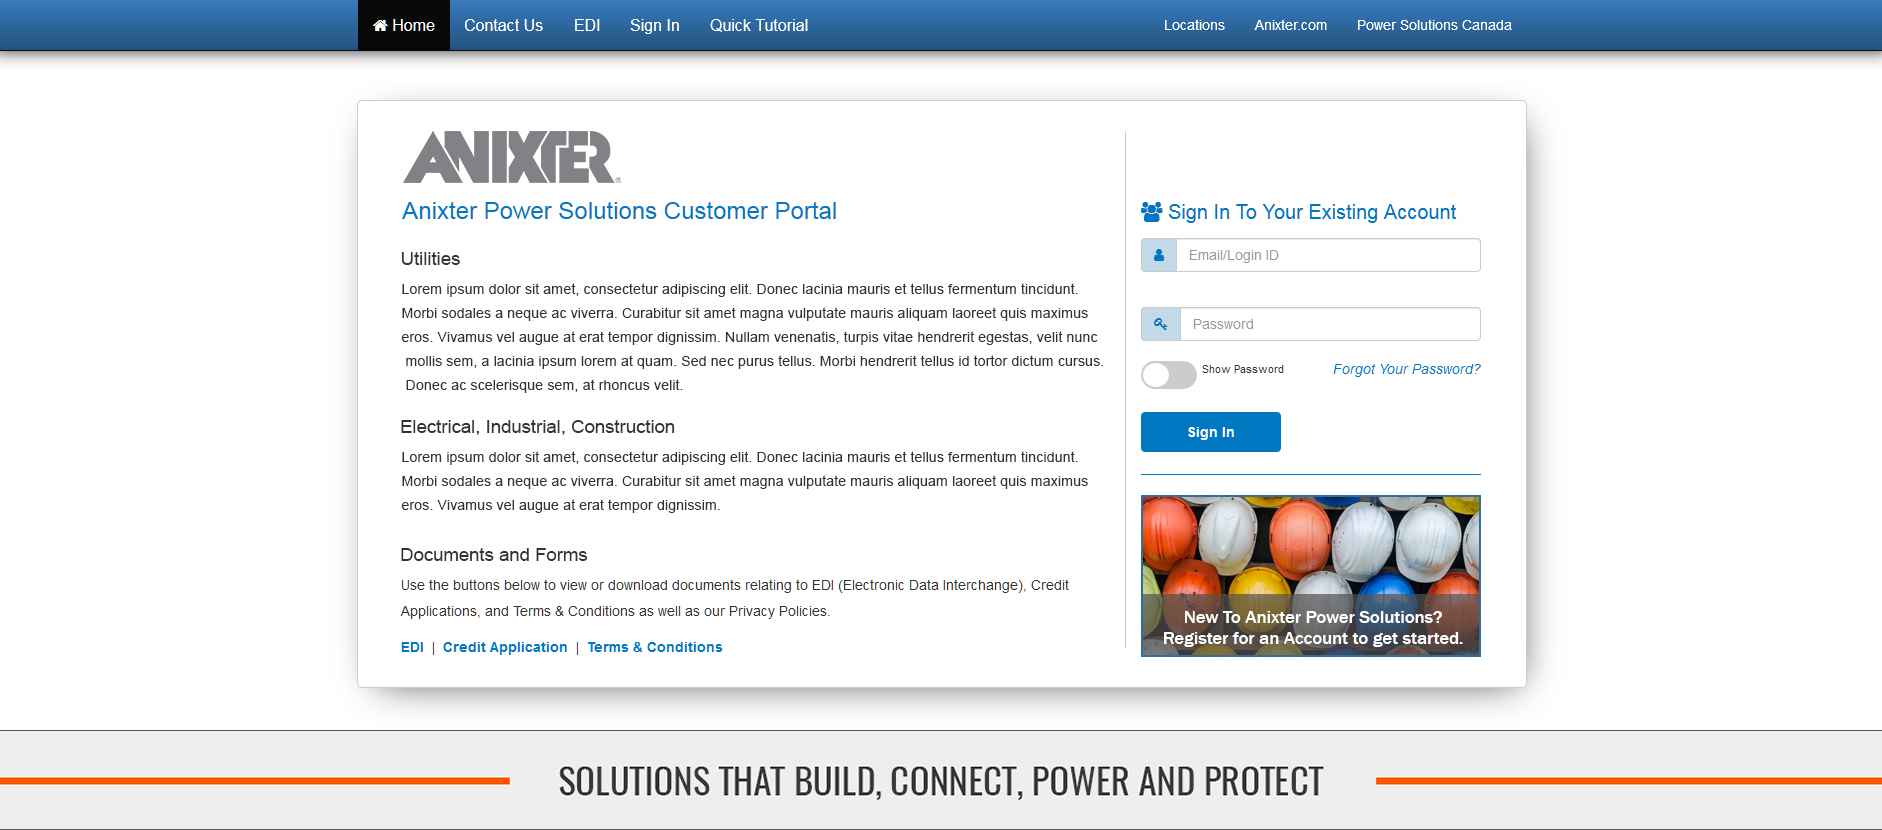 Home Contact Us EDI Sign In Quick Tutorial Locations Anixter.com Power Solutions Canada
ANIXTER®
Anixter Power Solutions Customer Portal
Utilities
Lorem ipsum dolor sit amet, consectetur adipiscing elit. Donec lacinia mauris et tellus fermentum tincidunt.
Morbi sodales a neque ac viverra. Curabitur sit amet magna vulputate mauris aliquam laoreet quis maximus
eros. Vivamus vel augue at erat tempor dignissim. Nullam venenatis, turpis vitae hendrerit egestas, velit nunc
mollis sem, a lacinia ipsum lorem at quam. Sed nec purus tellus. Morbi hendrerit tellus id tortor dictum cursus.
Donec ac scelerisque sem, at rhoncus velit.
Electrical, Industrial, Construction
Lorem ipsum dolor sit amet, consectetur adipiscing elit. Donec lacinia mauris et tellus fermentum tincidunt.
Morbi sodales a neque ac viverra. Curabitur sit amet magna vulputate mauris aliquam laoreet quis maximus
eros. Vivamus vel augue at erat tempor dignissim.
Documents and Forms
Use the buttons below to view or download documents relating to EDI (Electronic Data Interchange), Credit
Applications, and Terms & Conditions as well as our Privacy Policies.
EDI | Credit Application | Terms & Conditions
Sign In To Your Existing Account
Email/Login ID
Password
Show Password Forgot Your Password?
Sign In
New To Anixter Power Solutions?
Register for an Account to get started.
SOLUTIONS THAT BUILD, CONNECT, POWER AND PROTECT